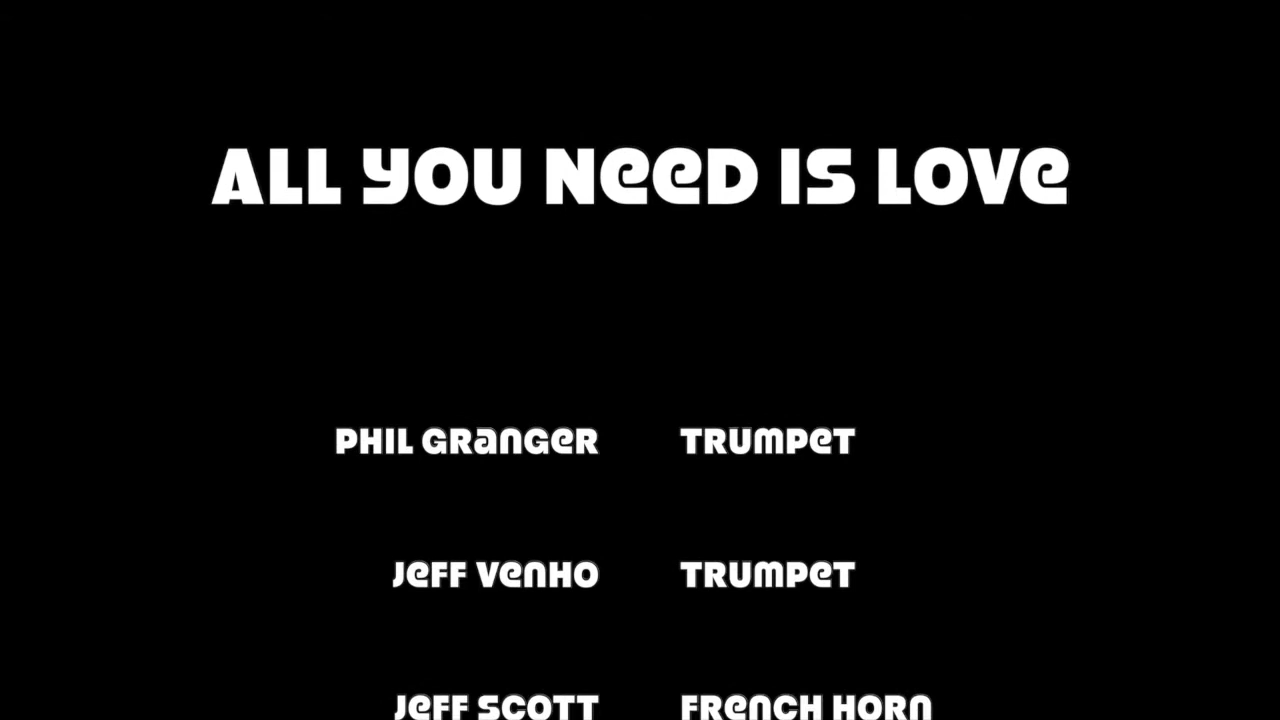 ALL YOU NeeD IS LOVe
PHIL GRanGeR TRUmPeT
JeFF VenHO TRUmPeT
JeFF SCOTT FRenCH HORn